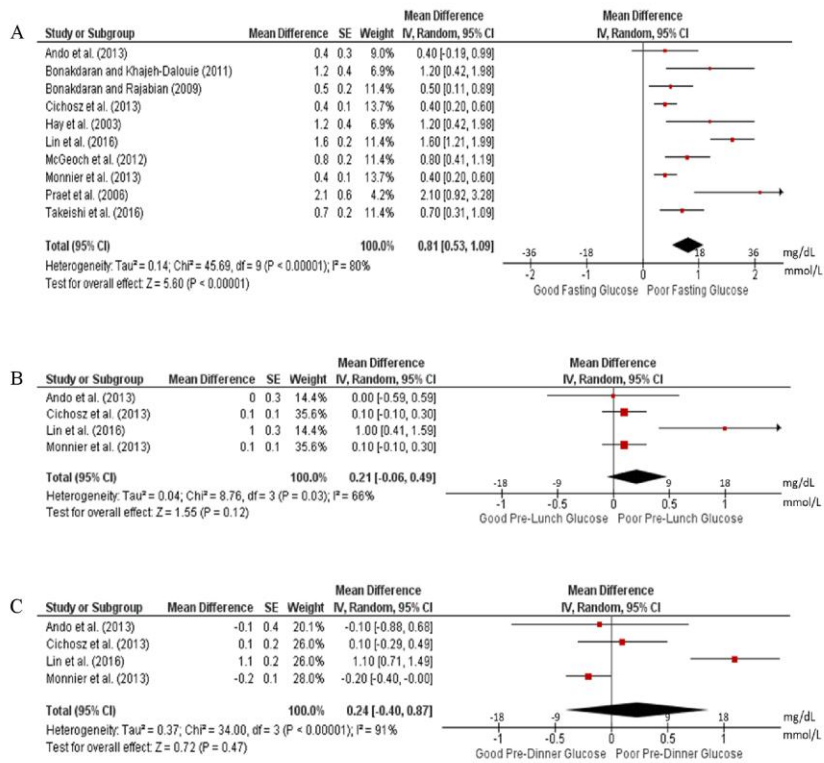 A
Mean Difference Mean Difference
Study or Subgroup Mean Difference SE Weight IV, Random, 95% CI IV, Random, 95% CI
Ando et al. (2013) 0.4 0.3 9.0% 0.40 [-0.19, 0.99]
Bonakdaran and Khajeh-Dalouie (2011) 1.2 0.4 6.9% 1.20 [0.42, 1.98]
Bonakdaran and Rajabian (2009) 0.5 0.2 11.4% 0.50 [0.11, 0.89]
Cichosz et al. (2013) 0.4 0.1 13.7% 0.40 [0.20, 0.60]
Hay et al. (2003) 1.2 0.4 6.9% 1.20 [0.42, 1.98]
Lin et al. (2016) 1.6 0.2 11.4% 1.60 [1.21, 1.99]
McGeoch et al. (2012) 0.8 0.2 11.4% 0.80 [0.41, 1.19]
Monnier et al. (2013) 0.4 0.1 13.7% 0.40 [0.20, 0.60]
Praet et al. (2006) 2.1 0.6 4.2% 2.10 [0.92, 3.28]
Takeishi et al. (2016) 0.7 0.2 11.4% 0.70 [0.31, 1.09]
Total (95% CI) 100.0% 0.81 [0.53, 1.09]
Heterogeneity: Tau² = 0.14; Chi² = 45.69, df = 9 (P < 0.00001); I² = 80%
Test for overall effect: Z = 5.60 (P < 0.00001)
-36 -18 18 36 mg/dL
-2 -1 0 1 2 mmol/L
Good Fasting Glucose Poor Fasting Glucose
B
Mean Difference Mean Difference
Study or Subgroup Mean Difference SE Weight IV, Random, 95% CI IV, Random, 95% CI
Ando et al. (2013) 0 0.3 14.4% 0.00 [-0.59, 0.59]
Cichosz et al. (2013) 0.1 0.1 35.6% 0.10 [-0.10, 0.30]
Lin et al. (2016) 1 0.3 14.4% 1.00 [0.41, 1.59]
Monnier et al. (2013) 0.1 0.1 35.6% 0.10 [-0.10, 0.30]
Total (95% CI) 100.0% 0.21 [-0.06, 0.49]
Heterogeneity: Tau² = 0.04; Chi² = 8.76, df = 3 (P = 0.03); I² = 66%
Test for overall effect: Z = 1.55 (P = 0.12)
-18 -9 9 18 mg/dL
-1 -0.5 0 0.5 1 mmol/L
Good Pre-Lunch Glucose Poor Pre-Lunch Glucose
C
Mean Difference Mean Difference
Study or Subgroup Mean Difference SE Weight IV, Random, 95% CI IV, Random, 95% CI
Ando et al. (2013) -0.1 0.4 20.1% -0.10 [-0.88, 0.68]
Cichosz et al. (2013) 0.1 0.2 26.0% 0.10 [-0.29, 0.49]
Lin et al. (2016) 1.1 0.2 26.0% 1.10 [0.71, 1.49]
Monnier et al. (2013) -0.2 0.1 28.0% -0.20 [-0.40, -0.00]
Total (95% CI) 100.0% 0.24 [-0.40, 0.87]
Heterogeneity: Tau² = 0.37; Chi² = 34.00, df = 3 (P < 0.00001); I² = 91%
Test for overall effect: Z = 0.72 (P = 0.47)
-18 -9 9 18 mg/dL
-1 -0.5 0 0.5 1 mmol/L
Good Pre-Dinner Glucose Poor Pre-Dinner Glucose